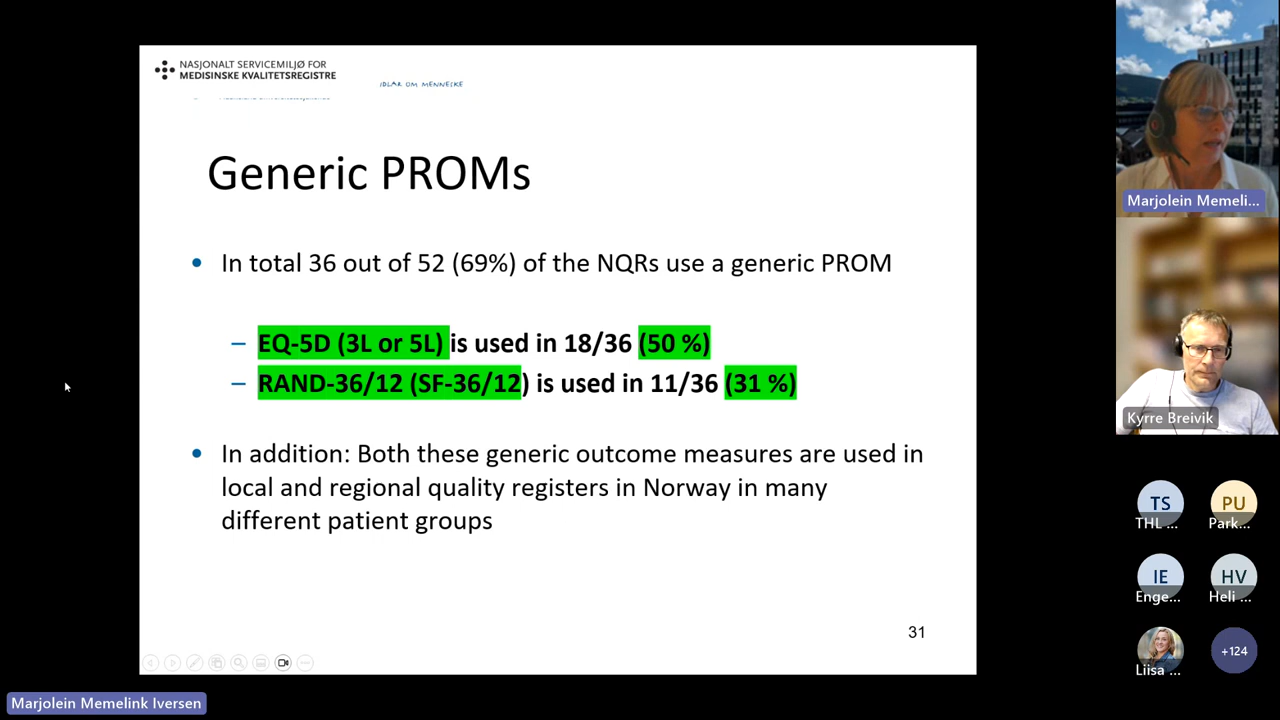 NASJONALT SERVICEMILJØ FOR
MEDISINSKE KVALITETSREGISTRE
IDLAR OM MENNESKE
Generic PROMs
• In total 36 out of 52 (69%) of the NQRs use a generic PROM
– EQ-5D (3L or 5L) is used in 18/36 (50 %)
– RAND-36/12 (SF-36/12) is used in 11/36 (31 %)
• In addition: Both these generic outcome measures are used in
local and regional quality registers in Norway in many
different patient groups
31
Marjolein Memeli...
Kyrre Breivik
TS
PU
THL ...
Park...
IE
HV
Enge...
Heli ...
Liisa ...
+124
Marjolein Memelink Iversen